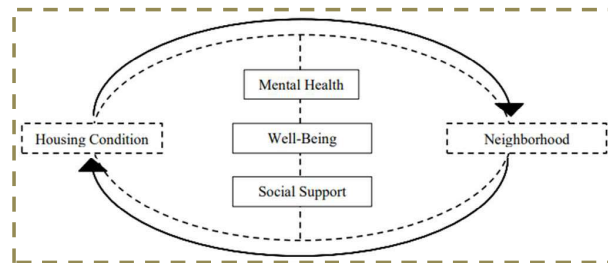 Mental Health
Housing Condition
Well-Being
Neighborhood
Social Support